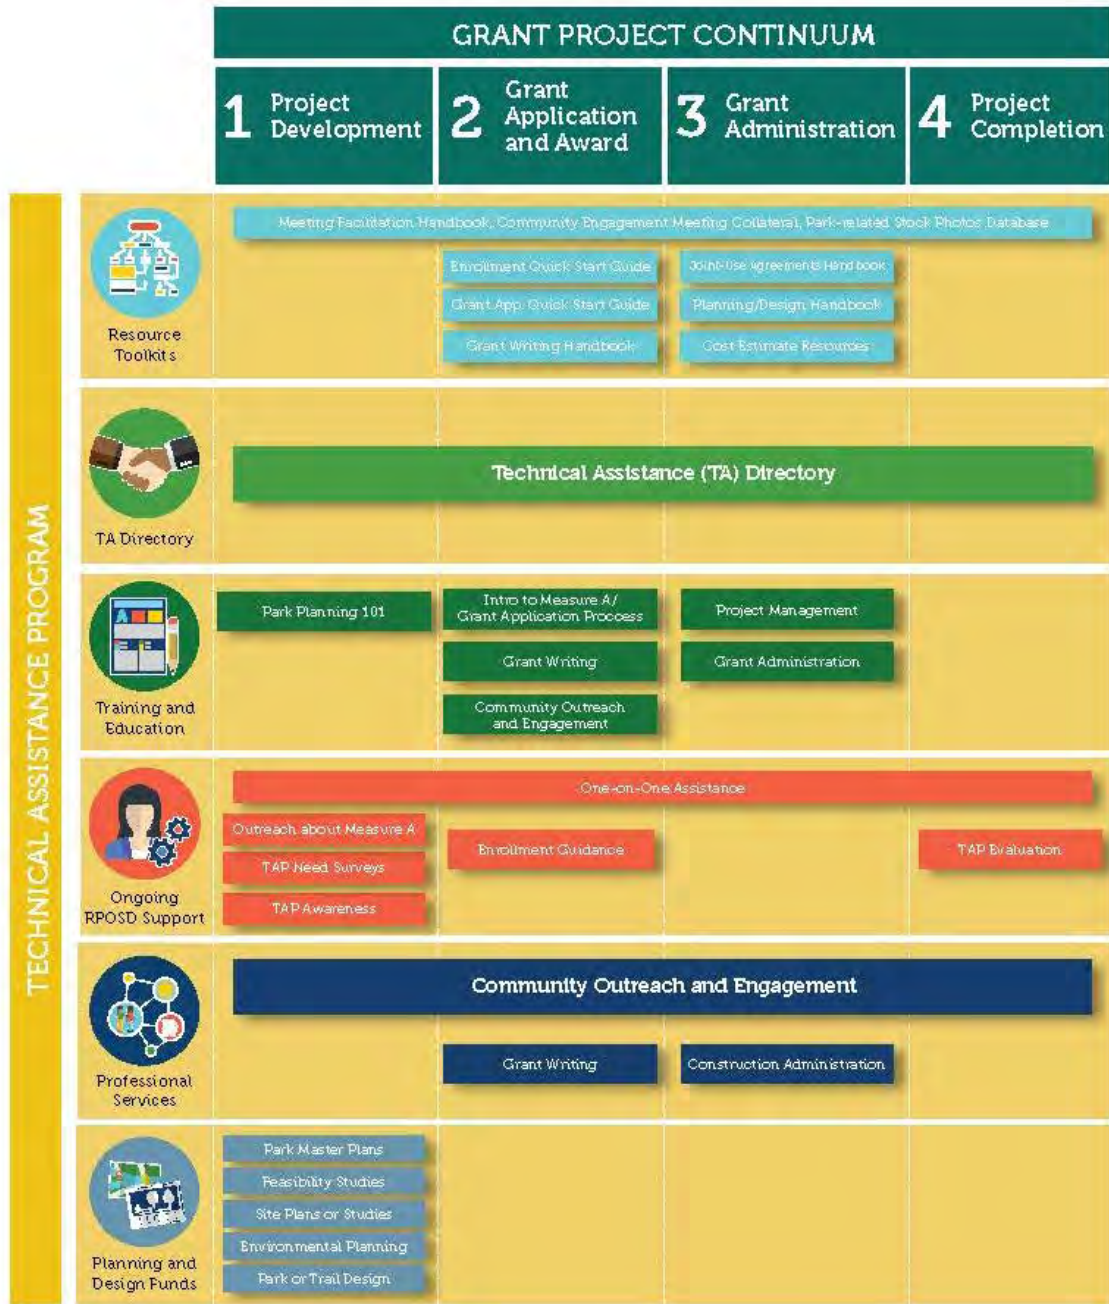 GRANT PROJECT CONTINUUM
1 Project
Development
2 Grant
Application
and Award
3 Grant
Administration
4 Project
Completion
TECHNICAL ASSISTANCE PROGRAM
Resource
Toolkits
Meeting Facilitation Handbook, Community Engagement Meeting Collateral, Park-related Stock Photos Database
Enrollment Quick Start Guide
Grant App. Quick Start Guide
Grant Writing Handbook
Joint-Use Agreements Handbook
Planning/Design Handbook
Cost Estimate Resources
TA Directory
Technical Assistance (TA) Directory
Training and
Education
Park Planning 101
Intro to Measure A/
Grant Application Process
Grant Writing
Community Outreach
and Engagement
Project Management
Grant Administration
Ongoing
RPOSD Support
One-on-One Assistance
Outreach about Measure A
TAP Need Surveys
TAP Awareness
Enrollment Guidance
TAP Evaluation
Professional
Services
Community Outreach and Engagement
Grant Writing
Construction Administration
Planning and
Design Funds
Park Master Plans
Feasibility Studies
Site Plans or Studies
Environmental Planning
Park or Trail Design